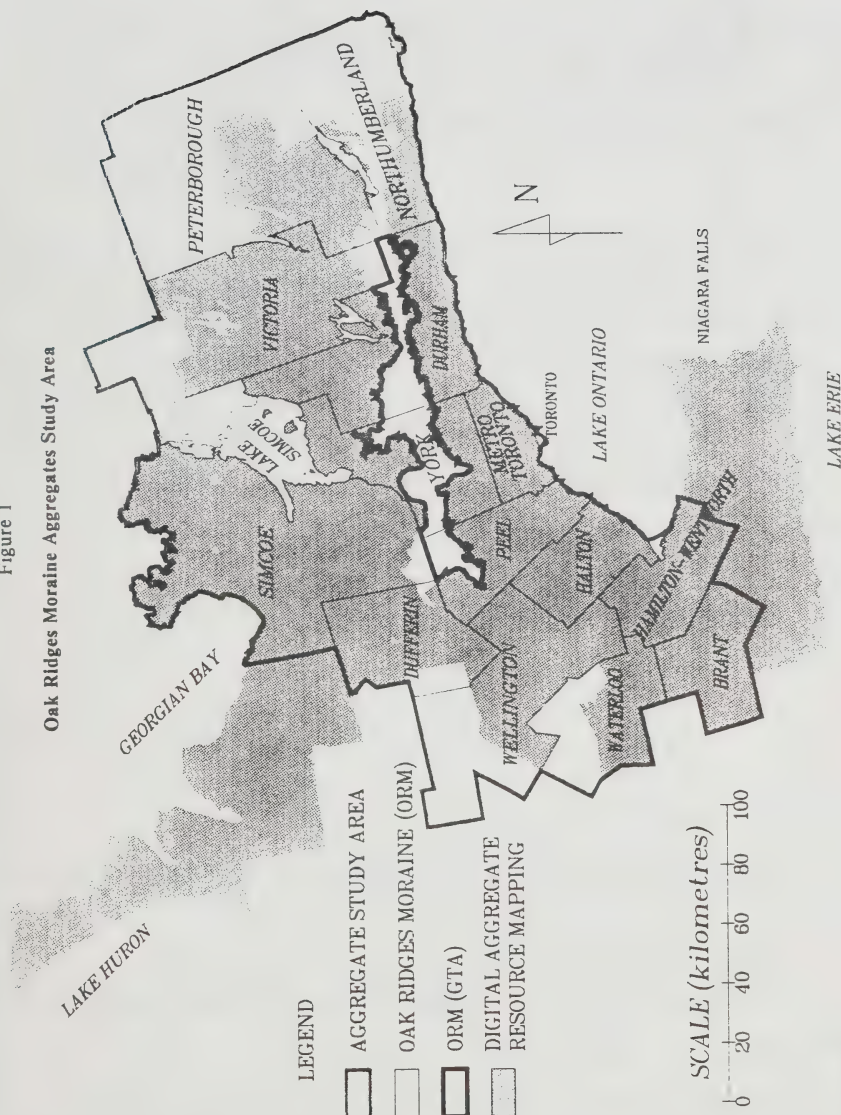 Figure 1
Oak Ridges Moraine Aggregates Study Area
LAKE HURON
GEORGIAN BAY
SIMCOE
LAKE
SIMCOE
VICTORIA
PETERBOROUGH
NORTHUMBERLAND
DUFFERIN
YORK
DURHAM
PEEL
METRO
TORONTO
TORONTO
WELLINGTON
HALTON
WATERLOO
HAMILTON-WENTWORTH
BRANT
LAKE ONTARIO
N
NIAGARA FALLS
LAKE ERIE
LEGEND
AGGREGATE STUDY AREA
OAK RIDGES MORAINE (ORM)
ORM (GTA)
DIGITAL AGGREGATE
RESOURCE MAPPING
SCALE (kilometres)
0 20 40 60 80 100